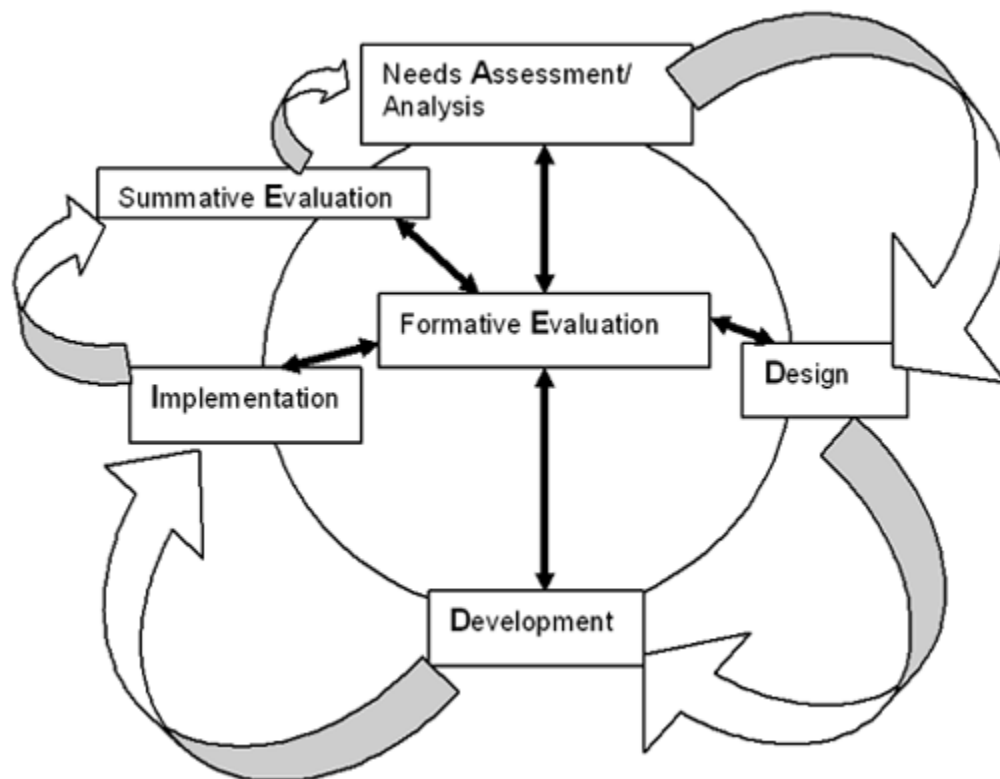 Needs Assessment/
Analysis
Summative Evaluation
Formative Evaluation
Design
Implementation
Development